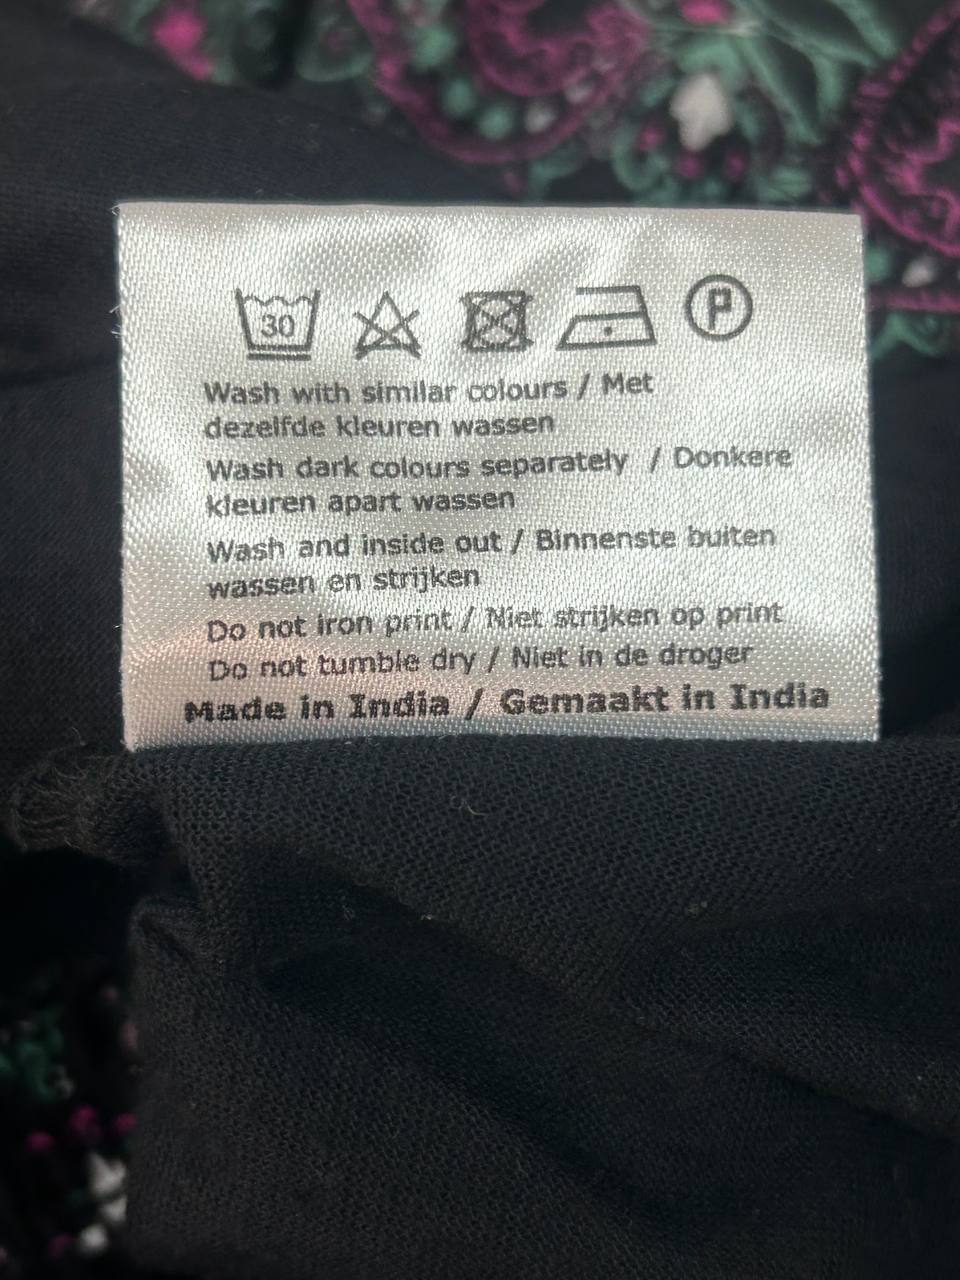 30 P
Wash with similar colours / Met
dezelfde kleuren wassen
Wash dark colours separately / Donkere
kleuren apart wassen
Wash and inside out / Binnenste buiten
wassen en strijken
Do not iron print / Niet strijken op print
Do not tumble dry / Niet in de droger
Made in India / Gemaakt in India